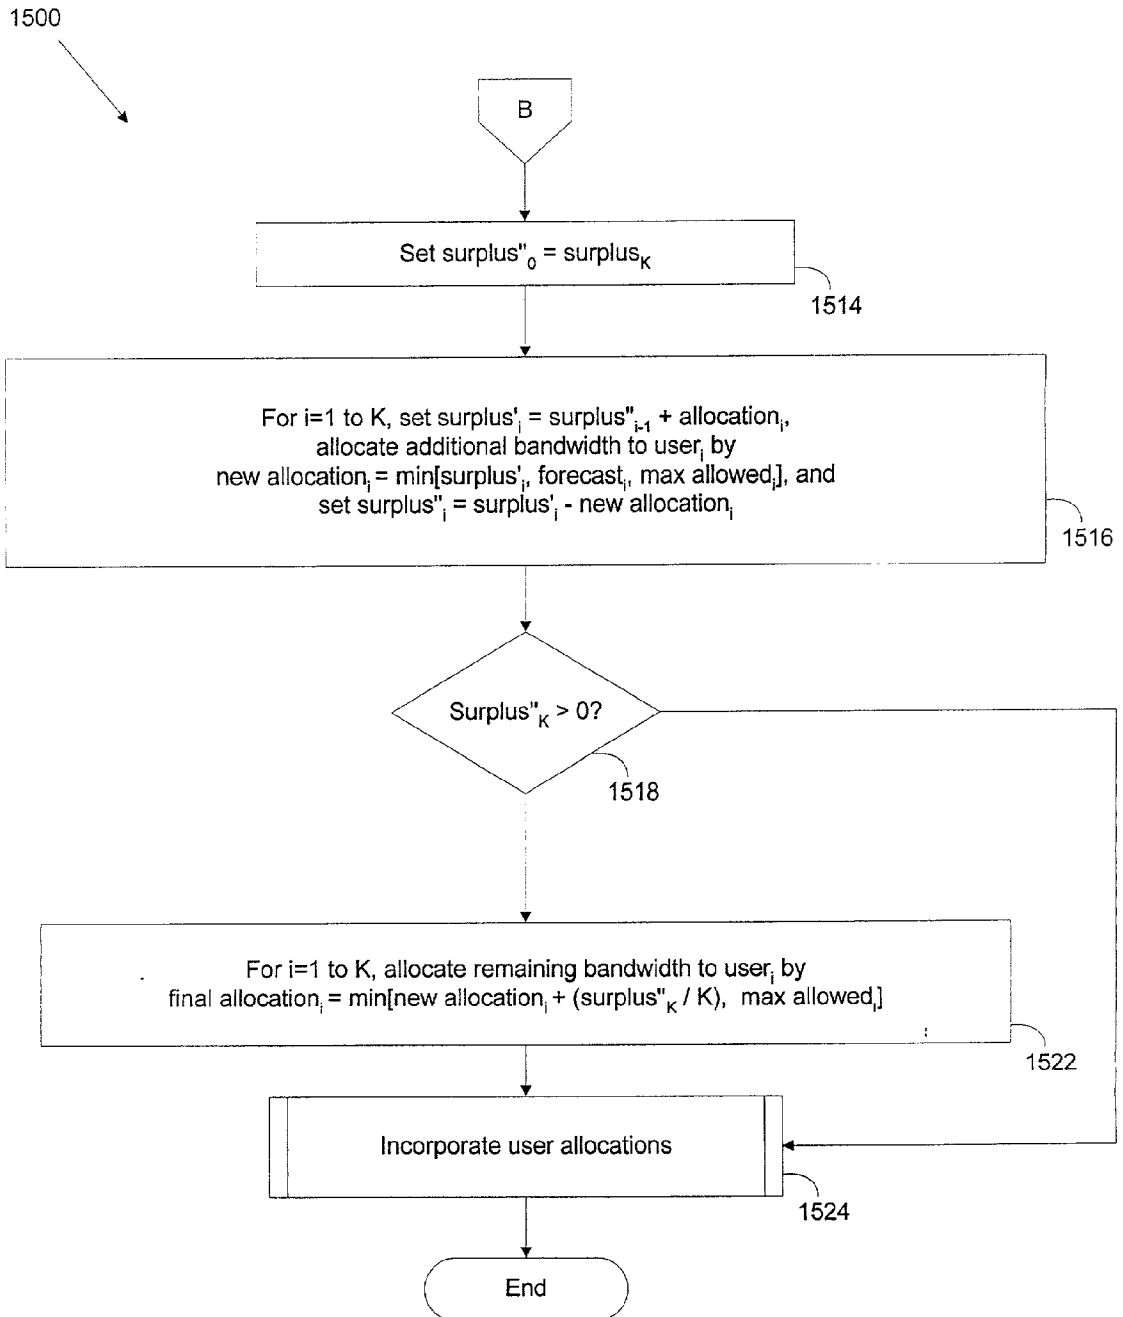 1500
B
Set surplus"₀ = surplus_K
1514
For i=1 to K, set surplus'ᵢ = surplus"ᵢ₋₁ + allocationᵢ,
allocate additional bandwidth to userᵢ by
new allocationᵢ = min[surplus'ᵢ, forecastᵢ, max allowedᵢ], and
set surplus"ᵢ = surplus'ᵢ - new allocationᵢ
1516
Surplus"_K > 0?
1518
For i=1 to K, allocate remaining bandwidth to userᵢ by
final allocationᵢ = min[new allocationᵢ + (surplus"_K / K), max allowedᵢ]
1522
Incorporate user allocations
1524
End